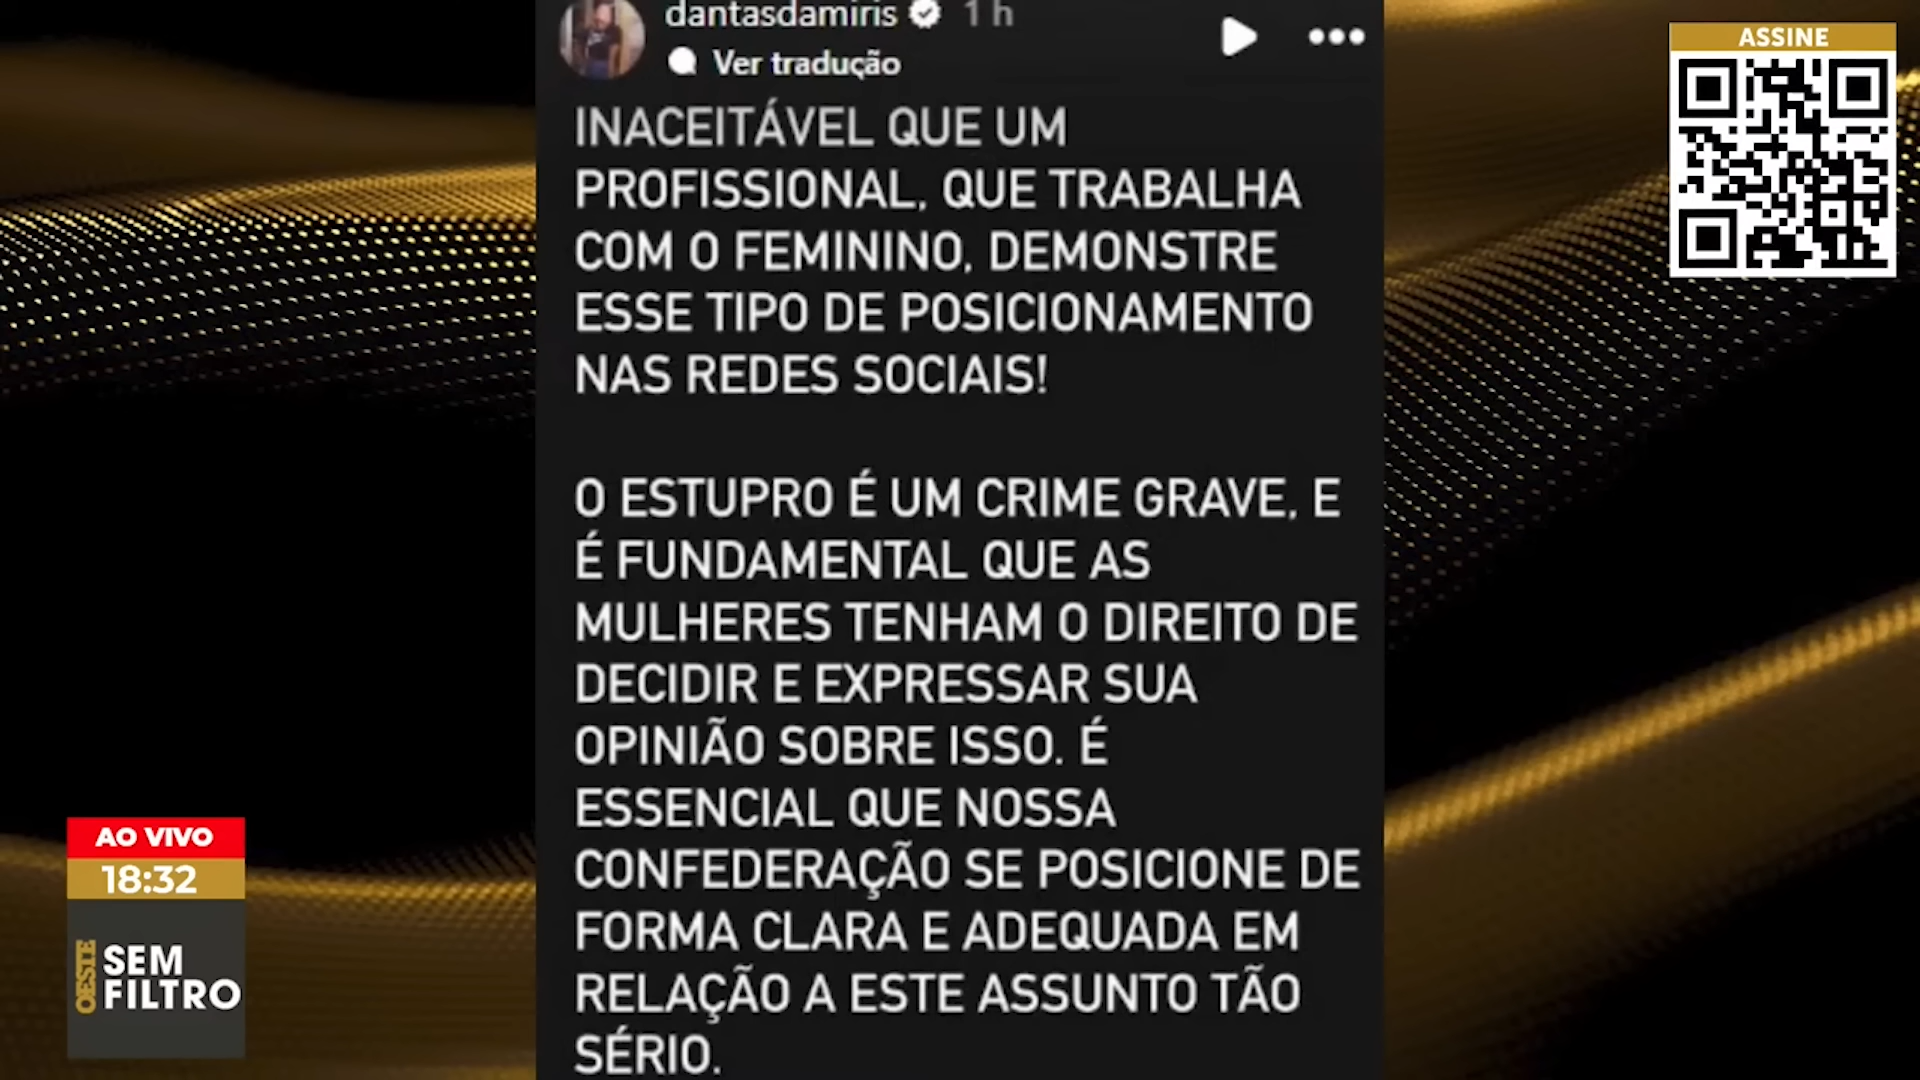 dantasdamiris 1 h
Ver tradução
INACEITÁVEL QUE UM
PROFISSIONAL, QUE TRABALHA
COM O FEMININO, DEMONSTRE
ESSE TIPO DE POSICIONAMENTO
NAS REDES SOCIAIS!
O ESTUPRO É UM CRIME GRAVE, E
É FUNDAMENTAL QUE AS
MULHERES TENHAM O DIREITO DE
DECIDIR E EXPRESSAR SUA
OPINIÃO SOBRE ISSO. É
ESSENCIAL QUE NOSSA
CONFEDERAÇÃO SE POSICIONE DE
FORMA CLARA E ADEQUADA EM
RELAÇÃO A ESTE ASSUNTO TÃO
SÉRIO.
ASSINE
AO VIVO
18:32
OESTE
SEM
FILTRO